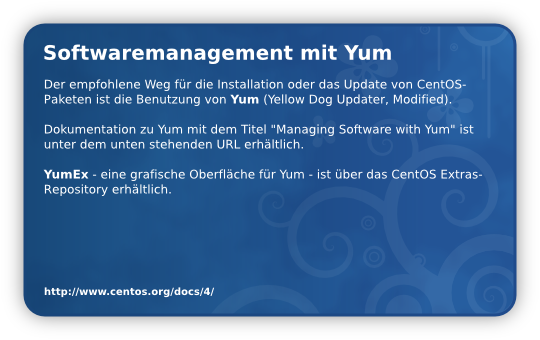 Softwaremanagement mit Yum
Der empfohlene Weg für die Installation oder das Update von CentOS-
Paketen ist die Benutzung von Yum (Yellow Dog Updater, Modified).
Dokumentation zu Yum mit dem Titel "Managing Software with Yum" ist
unter dem unten stehenden URL erhältlich.
YumEx - eine grafische Oberfläche für Yum - ist über das CentOS Extras-
Repository erhältlich.
http://www.centos.org/docs/4/